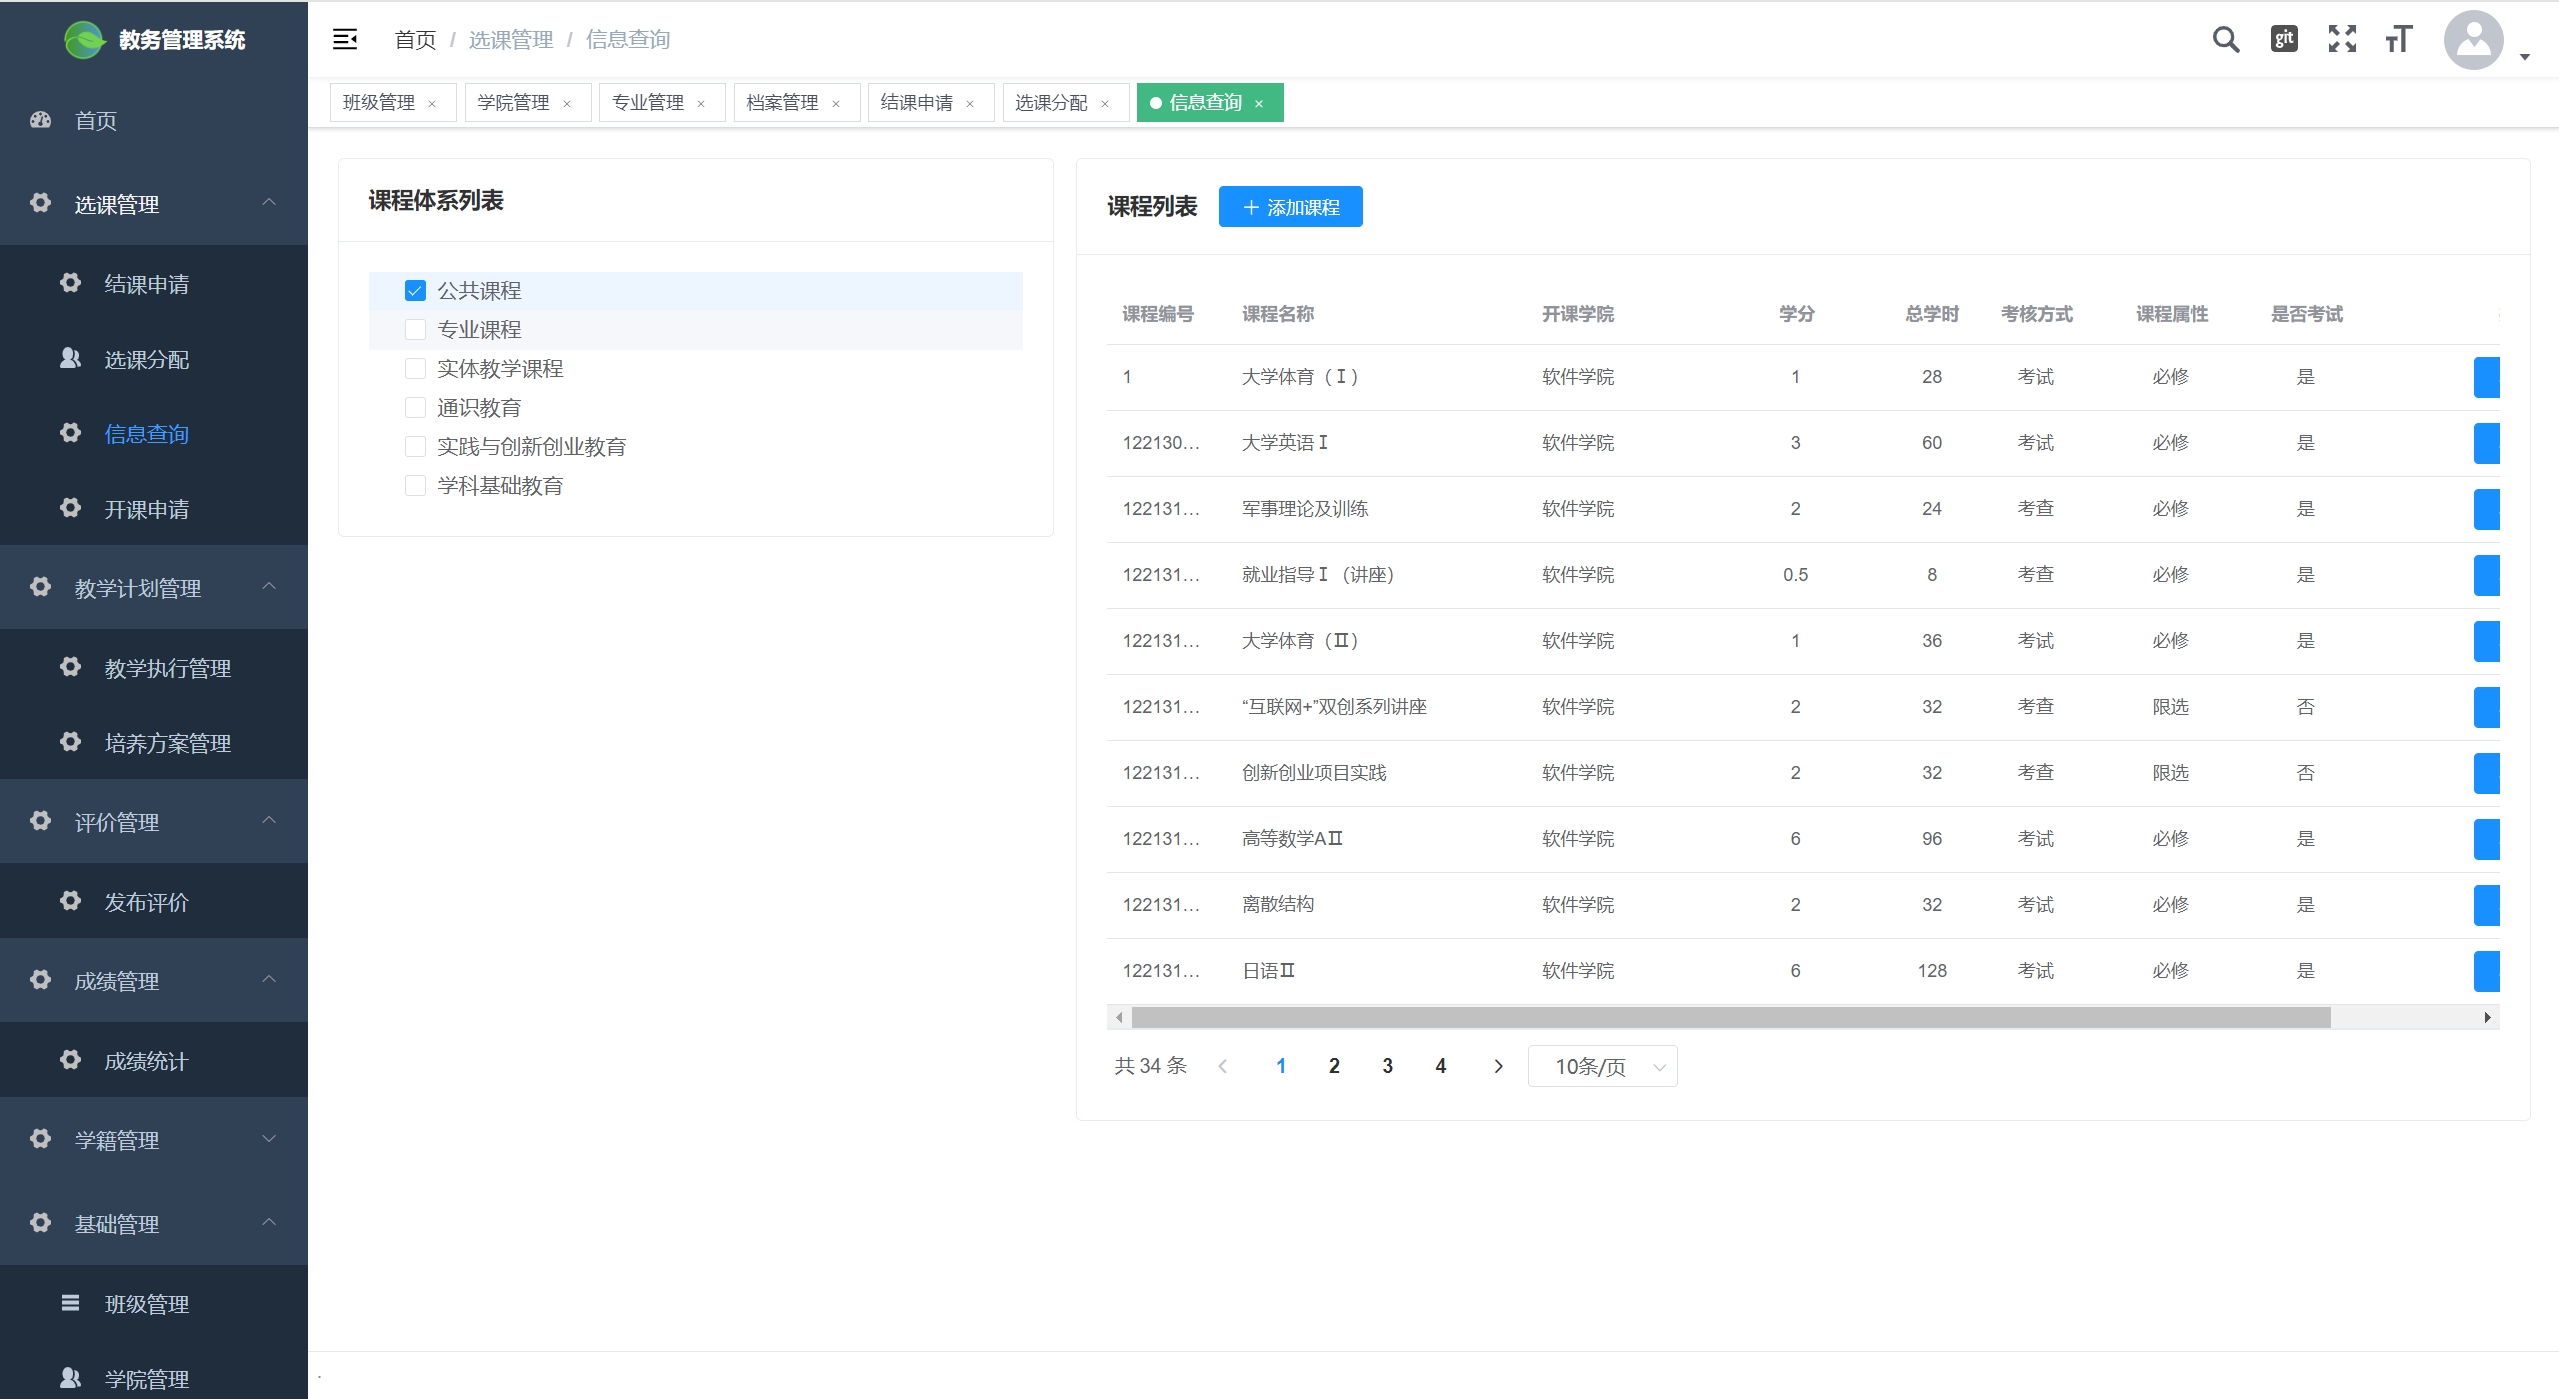 教务管理系统
首页
选课管理
结课申请
选课分配
信息查询
开课申请
教学计划管理
教学执行管理
培养方案管理
评价管理
发布评价
成绩管理
成绩统计
学籍管理
基础管理
班级管理
学院管理
首页 / 选课管理 / 信息查询
git
班级管理 × 学院管理 × 专业管理 × 档案管理 × 结课申请 × 选课分配 × 信息查询 ×
课程体系列表
公共课程
专业课程
实体教学课程
通识教育
实践与创新创业教育
学科基础教育
课程列表 + 添加课程
课程编号 课程名称 开课学院 学分 总学时 考核方式 课程属性 是否考试
1 大学体育（Ⅰ） 软件学院 1 28 考试 必修 是
122130... 大学英语Ⅰ 软件学院 3 60 考试 必修 是
122131... 军事理论及训练 软件学院 2 24 考查 必修 是
122131... 就业指导Ⅰ（讲座） 软件学院 0.5 8 考查 必修 是
122131... 大学体育（Ⅱ） 软件学院 1 36 考试 必修 是
122131... “互联网+”双创系列讲座 软件学院 2 32 考查 限选 否
122131... 创新创业项目实践 软件学院 2 32 考查 限选 否
122131... 高等数学AⅡ 软件学院 6 96 考试 必修 是
122131... 离散结构 软件学院 2 32 考试 必修 是
122131... 日语Ⅱ 软件学院 6 128 考试 必修 是
共 34 条 1 2 3 4 10条/页